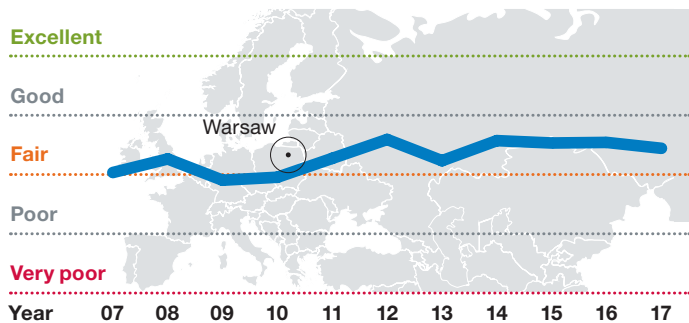 Excellent
Good
Warsaw
Fair
Poor
Very poor
Year 07 08 09 10 11 12 13 14 15 16 17